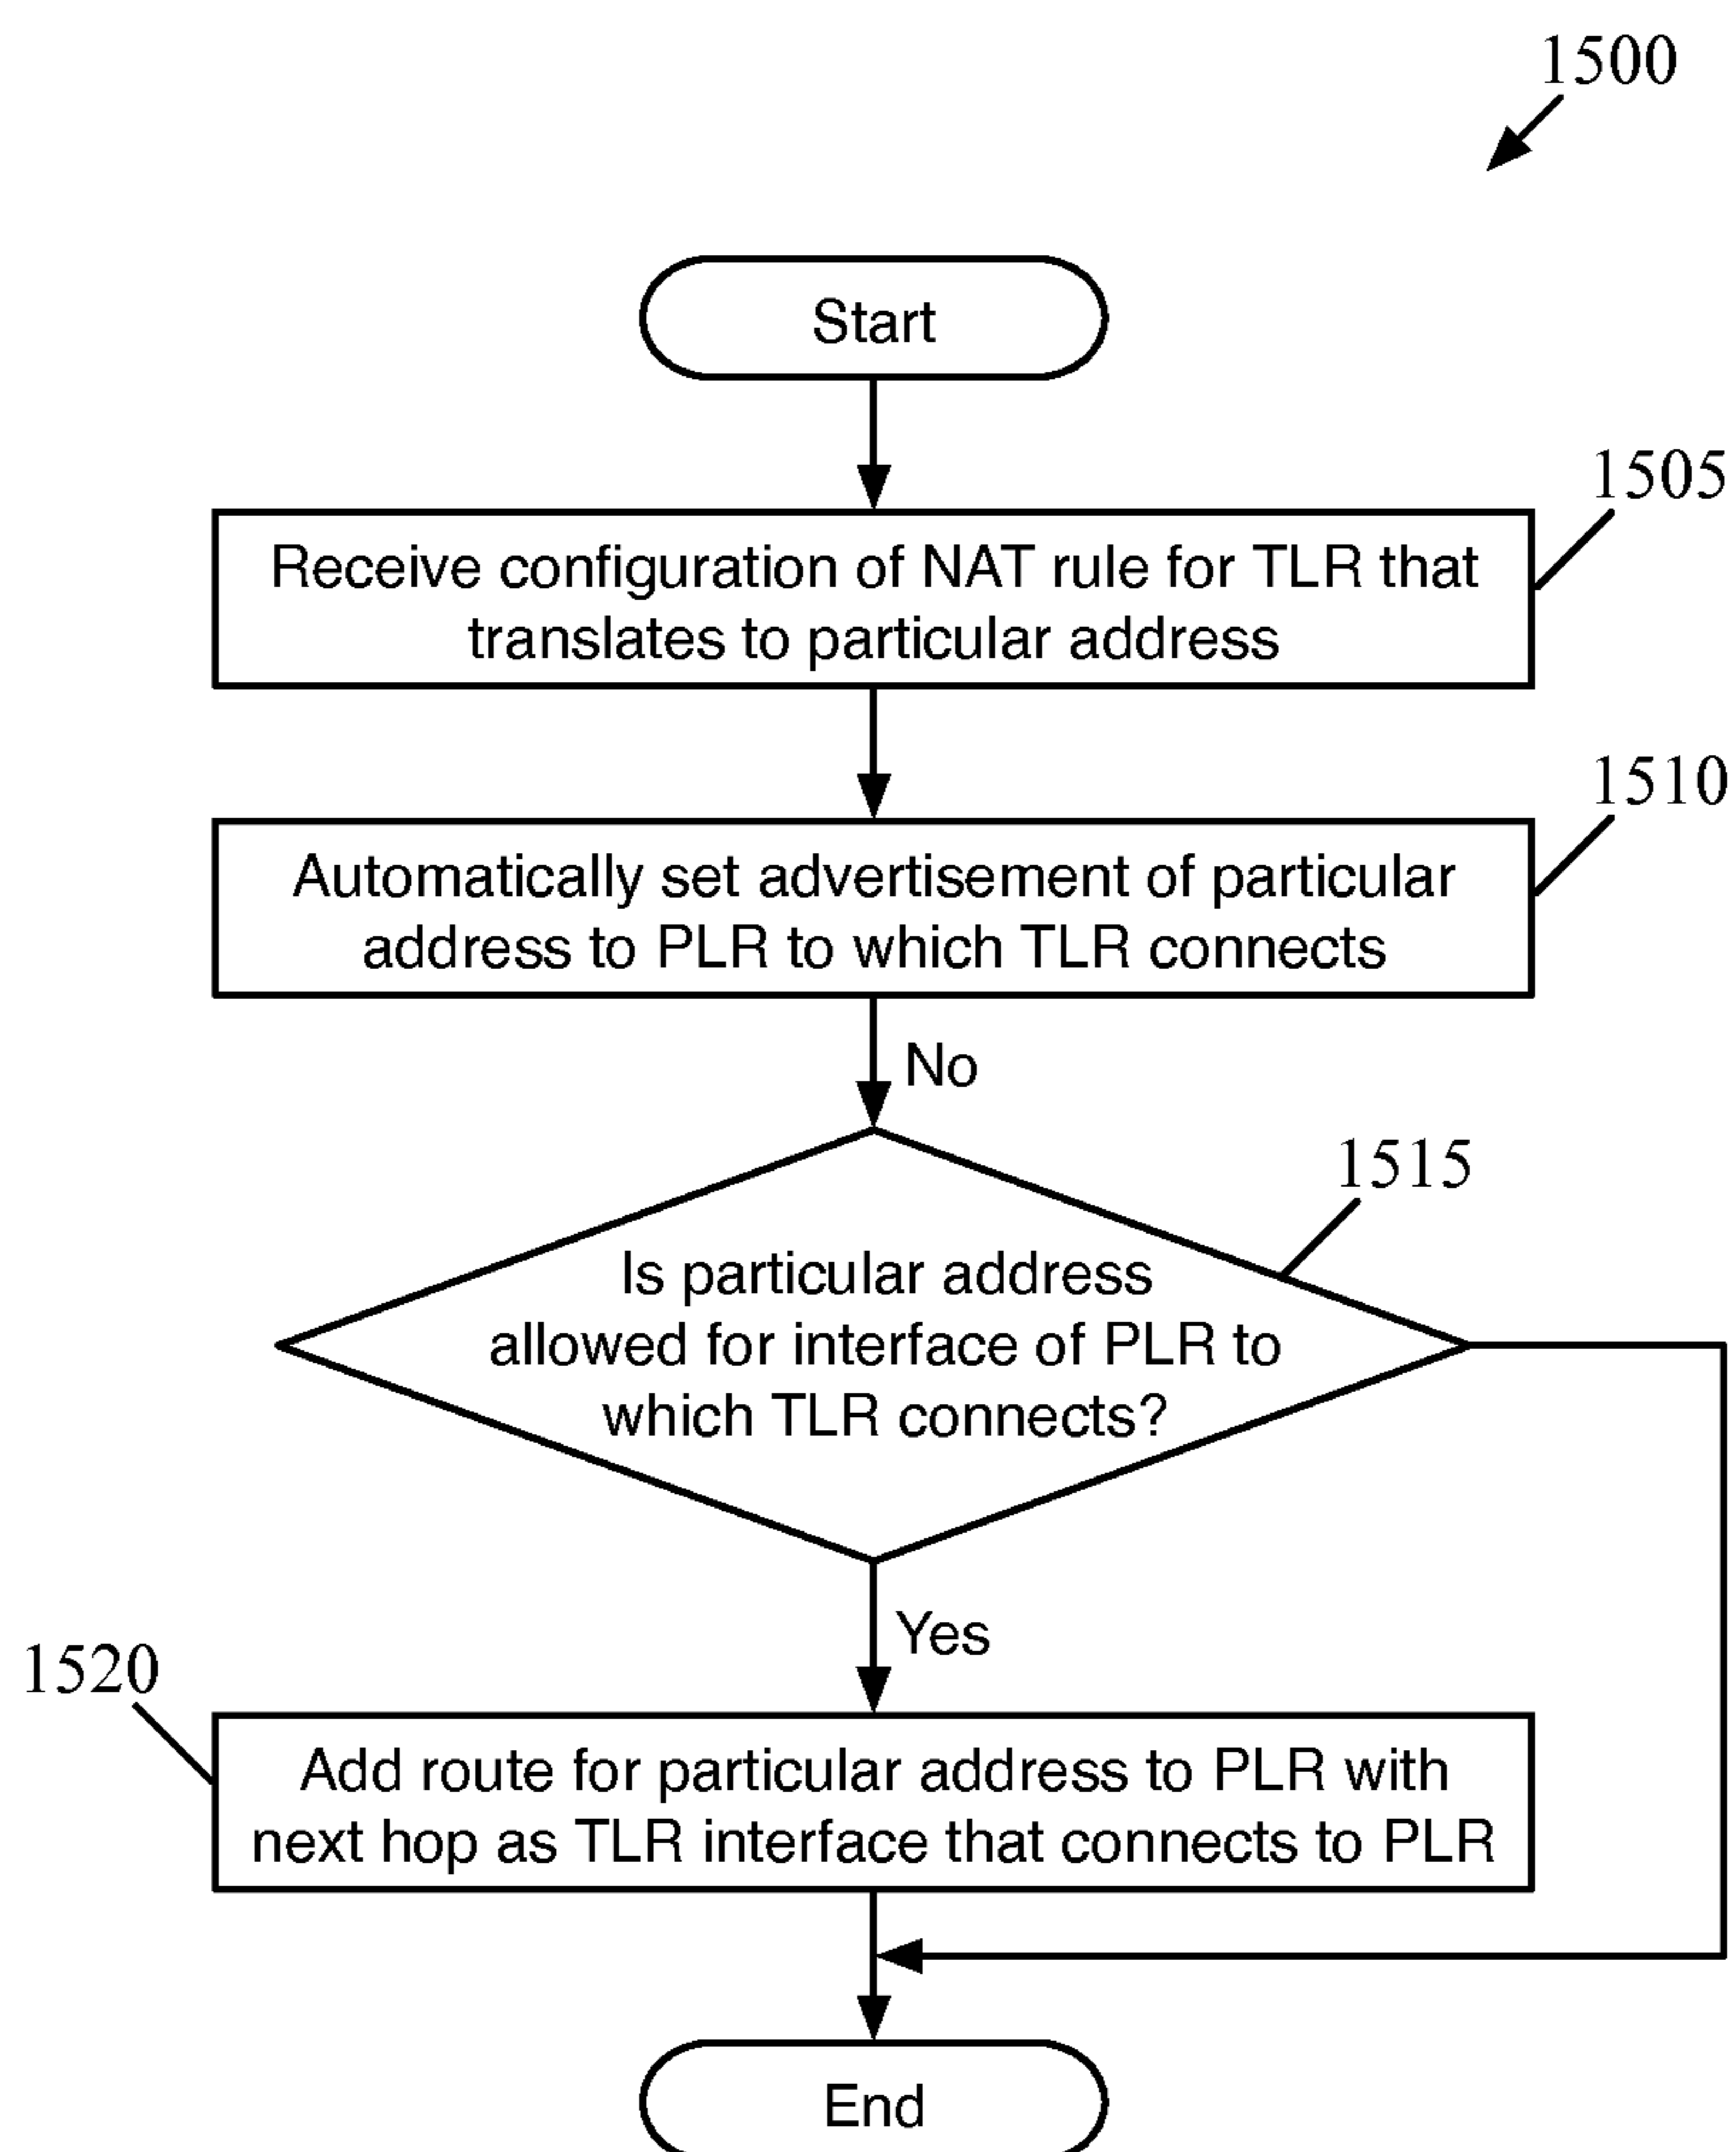 1500
Start
1505
Receive configuration of NAT rule for TLR that
translates to particular address
1510
Automatically set advertisement of particular
address to PLR to which TLR connects
No
1515
Is particular address
allowed for interface of PLR to
which TLR connects?
Yes
1520
Add route for particular address to PLR with
next hop as TLR interface that connects to PLR
End